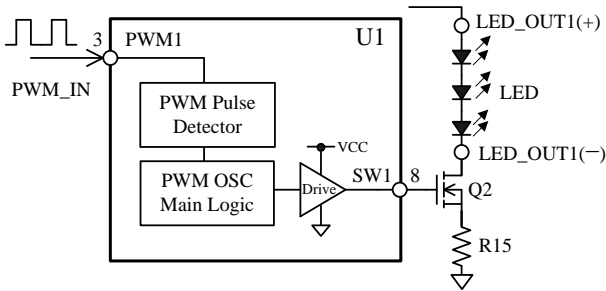 U1
LED_OUT1(+)
3
PWM1
PWM_IN
PWM Pulse
Detector
LED
VCC
LED_OUT1(—)
PWM OSC
Main Logic
Drive
SW1
8
Q2
R15